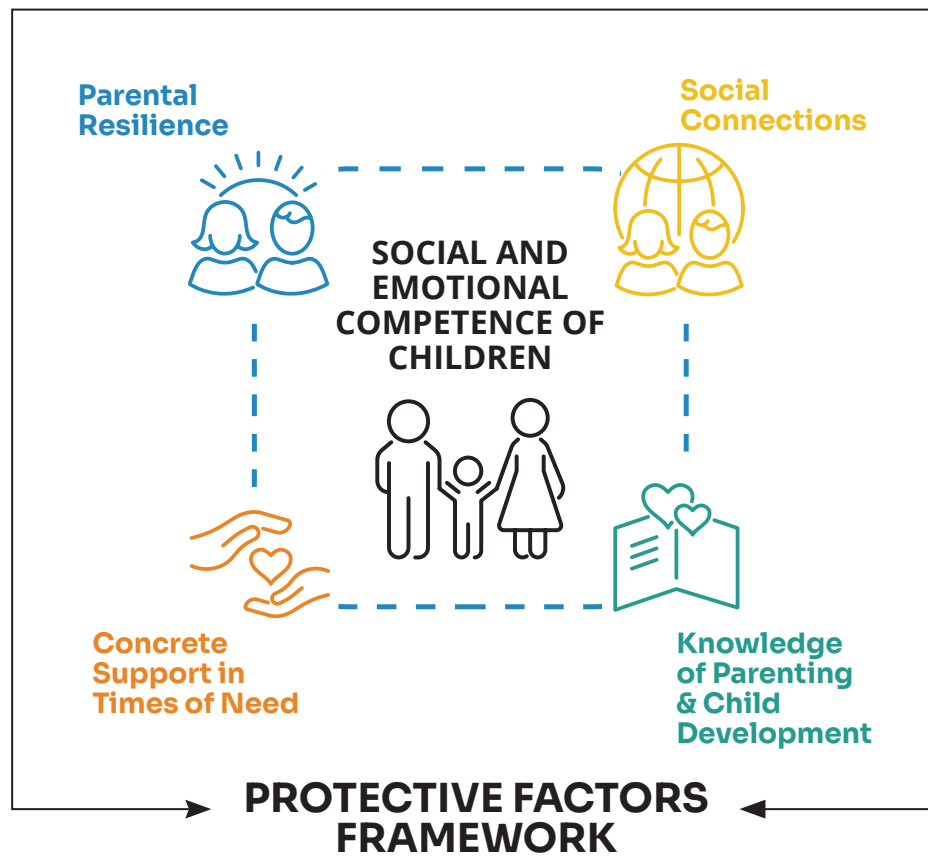 Parental
Resilience
Social
Connections
SOCIAL AND
EMOTIONAL
COMPETENCE OF
CHILDREN
Concrete
Support in
Times of Need
Knowledge
of Parenting
& Child
Development
PROTECTIVE FACTORS
FRAMEWORK